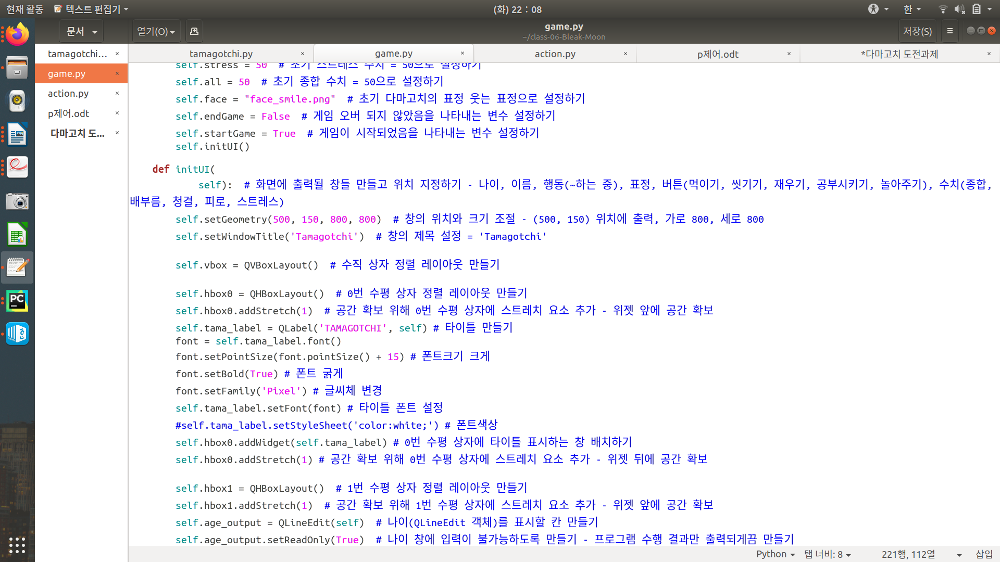 현재 활동 텍스트 편집기 (화) 22 : 08 한
문서 열기(O) game.py 저장(S)
~/class-06-Bleak-Moon
tamagotchi... × tamagotchi.py × game.py × action.py × p제어.odt × *다마고치 도전과제 ×
game.py ×
action.py ×
p제어.odt ×
다마고치 도... ×
self.stress = 50  # 초기 스트레스 수치 = 50으로 설정하기
self.all = 50  # 초기 종합 수치 = 50으로 설정하기
self.face = "face_smile.png"  # 초기 다마고치의 표정 웃는 표정으로 설정하기
self.endGame = False  # 게임 오버 되지 않았음을 나타내는 변수 설정하기
self.startGame = True  # 게임이 시작되었음을 나타내는 변수 설정하기
self.initUI()
def initUI(
self):  # 화면에 출력될 창들 만들고 위치 지정하기 - 나이, 이름, 행동(~하는 중), 표정, 버튼(먹이기, 씻기기, 재우기, 공부시키기, 놀아주기), 수치(종합,
배부름, 청결, 피로, 스트레스)
self.setGeometry(500, 150, 800, 800)  # 창의 위치와 크기 조절 - (500, 150) 위치에 출력, 가로 800, 세로 800
self.setWindowTitle('Tamagotchi')  # 창의 제목 설정 = 'Tamagotchi'
self.vbox = QVBoxLayout()  # 수직 상자 정렬 레이아웃 만들기
self.hbox0 = QHBoxLayout()  # 0번 수평 상자 정렬 레이아웃 만들기
self.hbox0.addStretch(1)  # 공간 확보 위해 0번 수평 상자에 스트레치 요소 추가 - 위젯 앞에 공간 확보
self.tama_label = QLabel('TAMAGOTCHI', self) # 타이틀 만들기
font = self.tama_label.font()
font.setPointSize(font.pointSize() + 15) # 폰트크기 크게
font.setBold(True) # 폰트 굵게
font.setFamily('Pixel') # 글씨체 변경
self.tama_label.setFont(font) # 타이틀 폰트 설정
#self.tama_label.setStyleSheet('color:white;') # 폰트색상
self.hbox0.addWidget(self.tama_label) # 0번 수평 상자에 타이틀 표시하는 창 배치하기
self.hbox0.addStretch(1) # 공간 확보 위해 0번 수평 상자에 스트레치 요소 추가 - 위젯 뒤에 공간 확보
self.hbox1 = QHBoxLayout()  # 1번 수평 상자 정렬 레이아웃 만들기
self.hbox1.addStretch(1)  # 공간 확보 위해 1번 수평 상자에 스트레치 요소 추가 - 위젯 앞에 공간 확보
self.age_output = QLineEdit(self)  # 나이(QLineEdit 객체)를 표시할 칸 만들기
self.age_output.setReadOnly(True)  # 나이 창에 입력이 불가능하도록 만들기 - 프로그램 수행 결과만 출력되게끔 만들기
Python 탭 너비: 8 221행, 112열 삽입